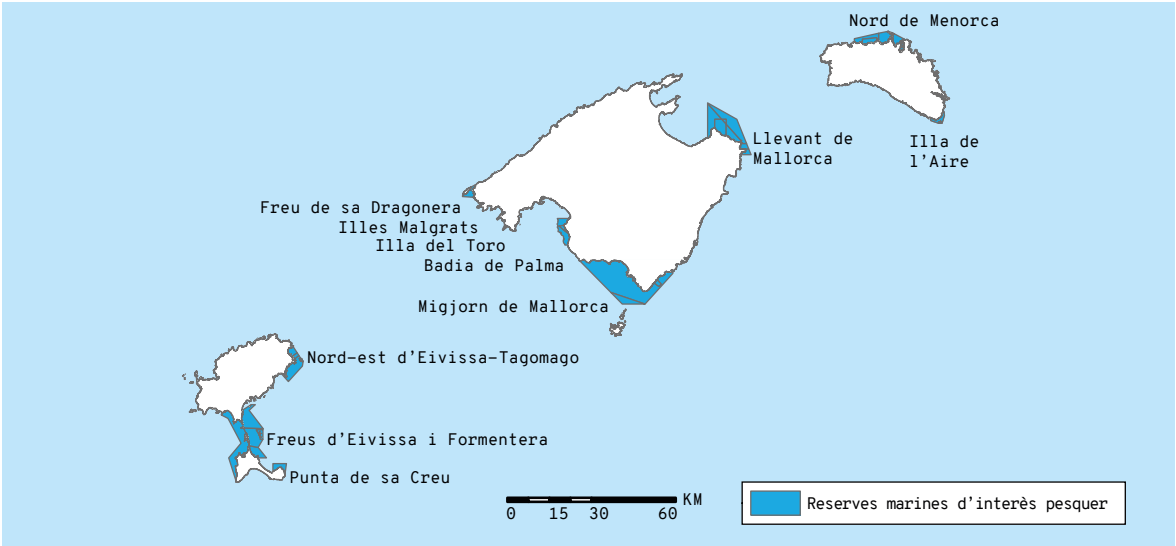 Nord de Menorca
Llevant de
Mallorca
Illa de
l'Aire
Freu de sa Dragonera
Illes Malgrats
Illa del Toro
Badia de Palma
Migjorn de Mallorca
Nord-est d'Eivissa-Tagomago
Freus d'Eivissa i Formentera
Punta de sa Creu
KM
0 15 30 60
Reserves marines d'interès pesquer